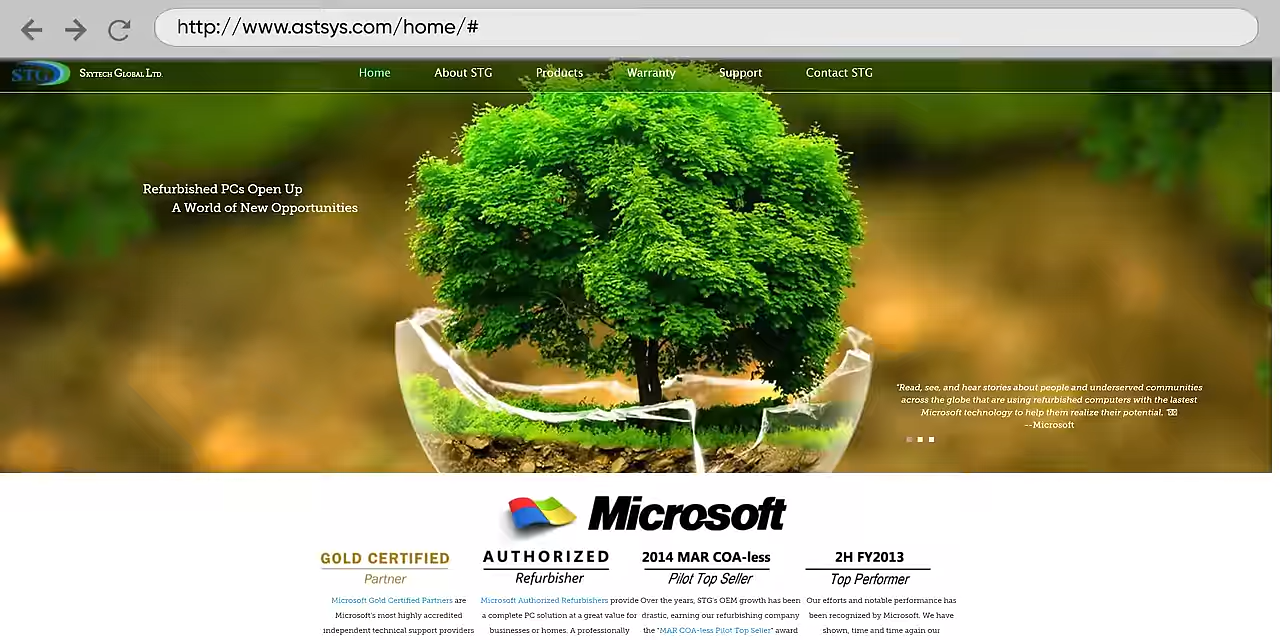 http://www.astsys.com/home/#
STG SKYTECH GLOBAL LTD.
Home About STG Products Warranty Support Contact STG
Refurbished PCs Open Up
A World of New Opportunities
"Read, see, and hear stories about people and underserved communities
across the globe that are using refurbished computers with the lastest
Microsoft technology to help them realize their potential.
--Microsoft
Microsoft
GOLD CERTIFIED
Partner
Microsoft Gold Certified Partners are
Microsoft's most highly accredited
independent technical support providers
AUTHORIZED
Refurbisher
Microsoft Authorized Refurbishers provide
a complete PC solution at a great value for
businesses or homes. A professionally
2014 MAR COA-less
Pilot Top Seller
Over the years, STG's OEM growth has been
drastic, earning our refurbishing company
the "MAR COA-less Pilot Top Seller" award
2H FY2013
Top Performer
Our efforts and notable performance has
been recognized by Microsoft. We have
shown, time and time again our